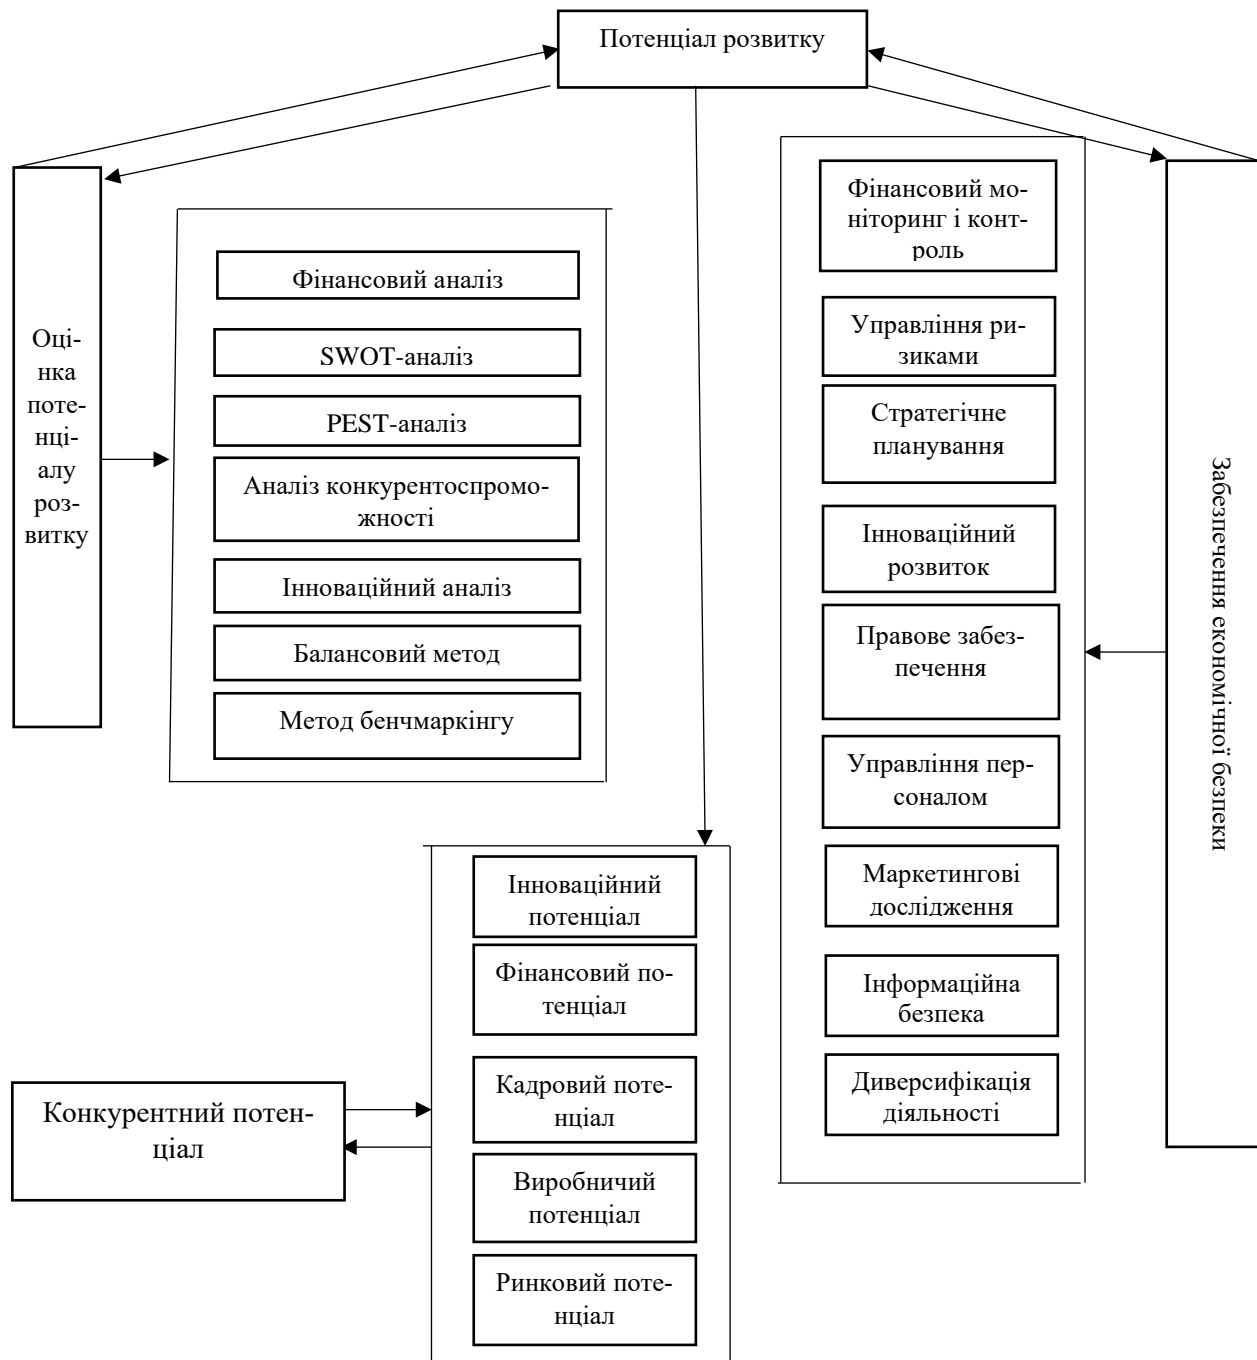 Потенціал розвитку
Оці-
нка
поте-
нці-
алу
роз-
витку
Фінансовий аналіз
SWOT-аналіз
PEST-аналіз
Аналіз конкурентоспромо-
жності
Інноваційний аналіз
Балансовий метод
Метод бенчмаркінгу
Фінансовий мо-
ніторинг і конт-
роль
Управління ри-
зиками
Стратегічне
планування
Інноваційний
розвиток
Правове забез-
печення
Управління пер-
соналом
Маркетингові
дослідження
Інформаційна
безпека
Диверсифікація
діяльності
Забезпечення економічної безпеки
Інноваційний
потенціал
Фінансовий по-
тенціал
Кадровий поте-
нціал
Виробничий
потенціал
Ринковий поте-
нціал
Конкурентний потен-
ціал